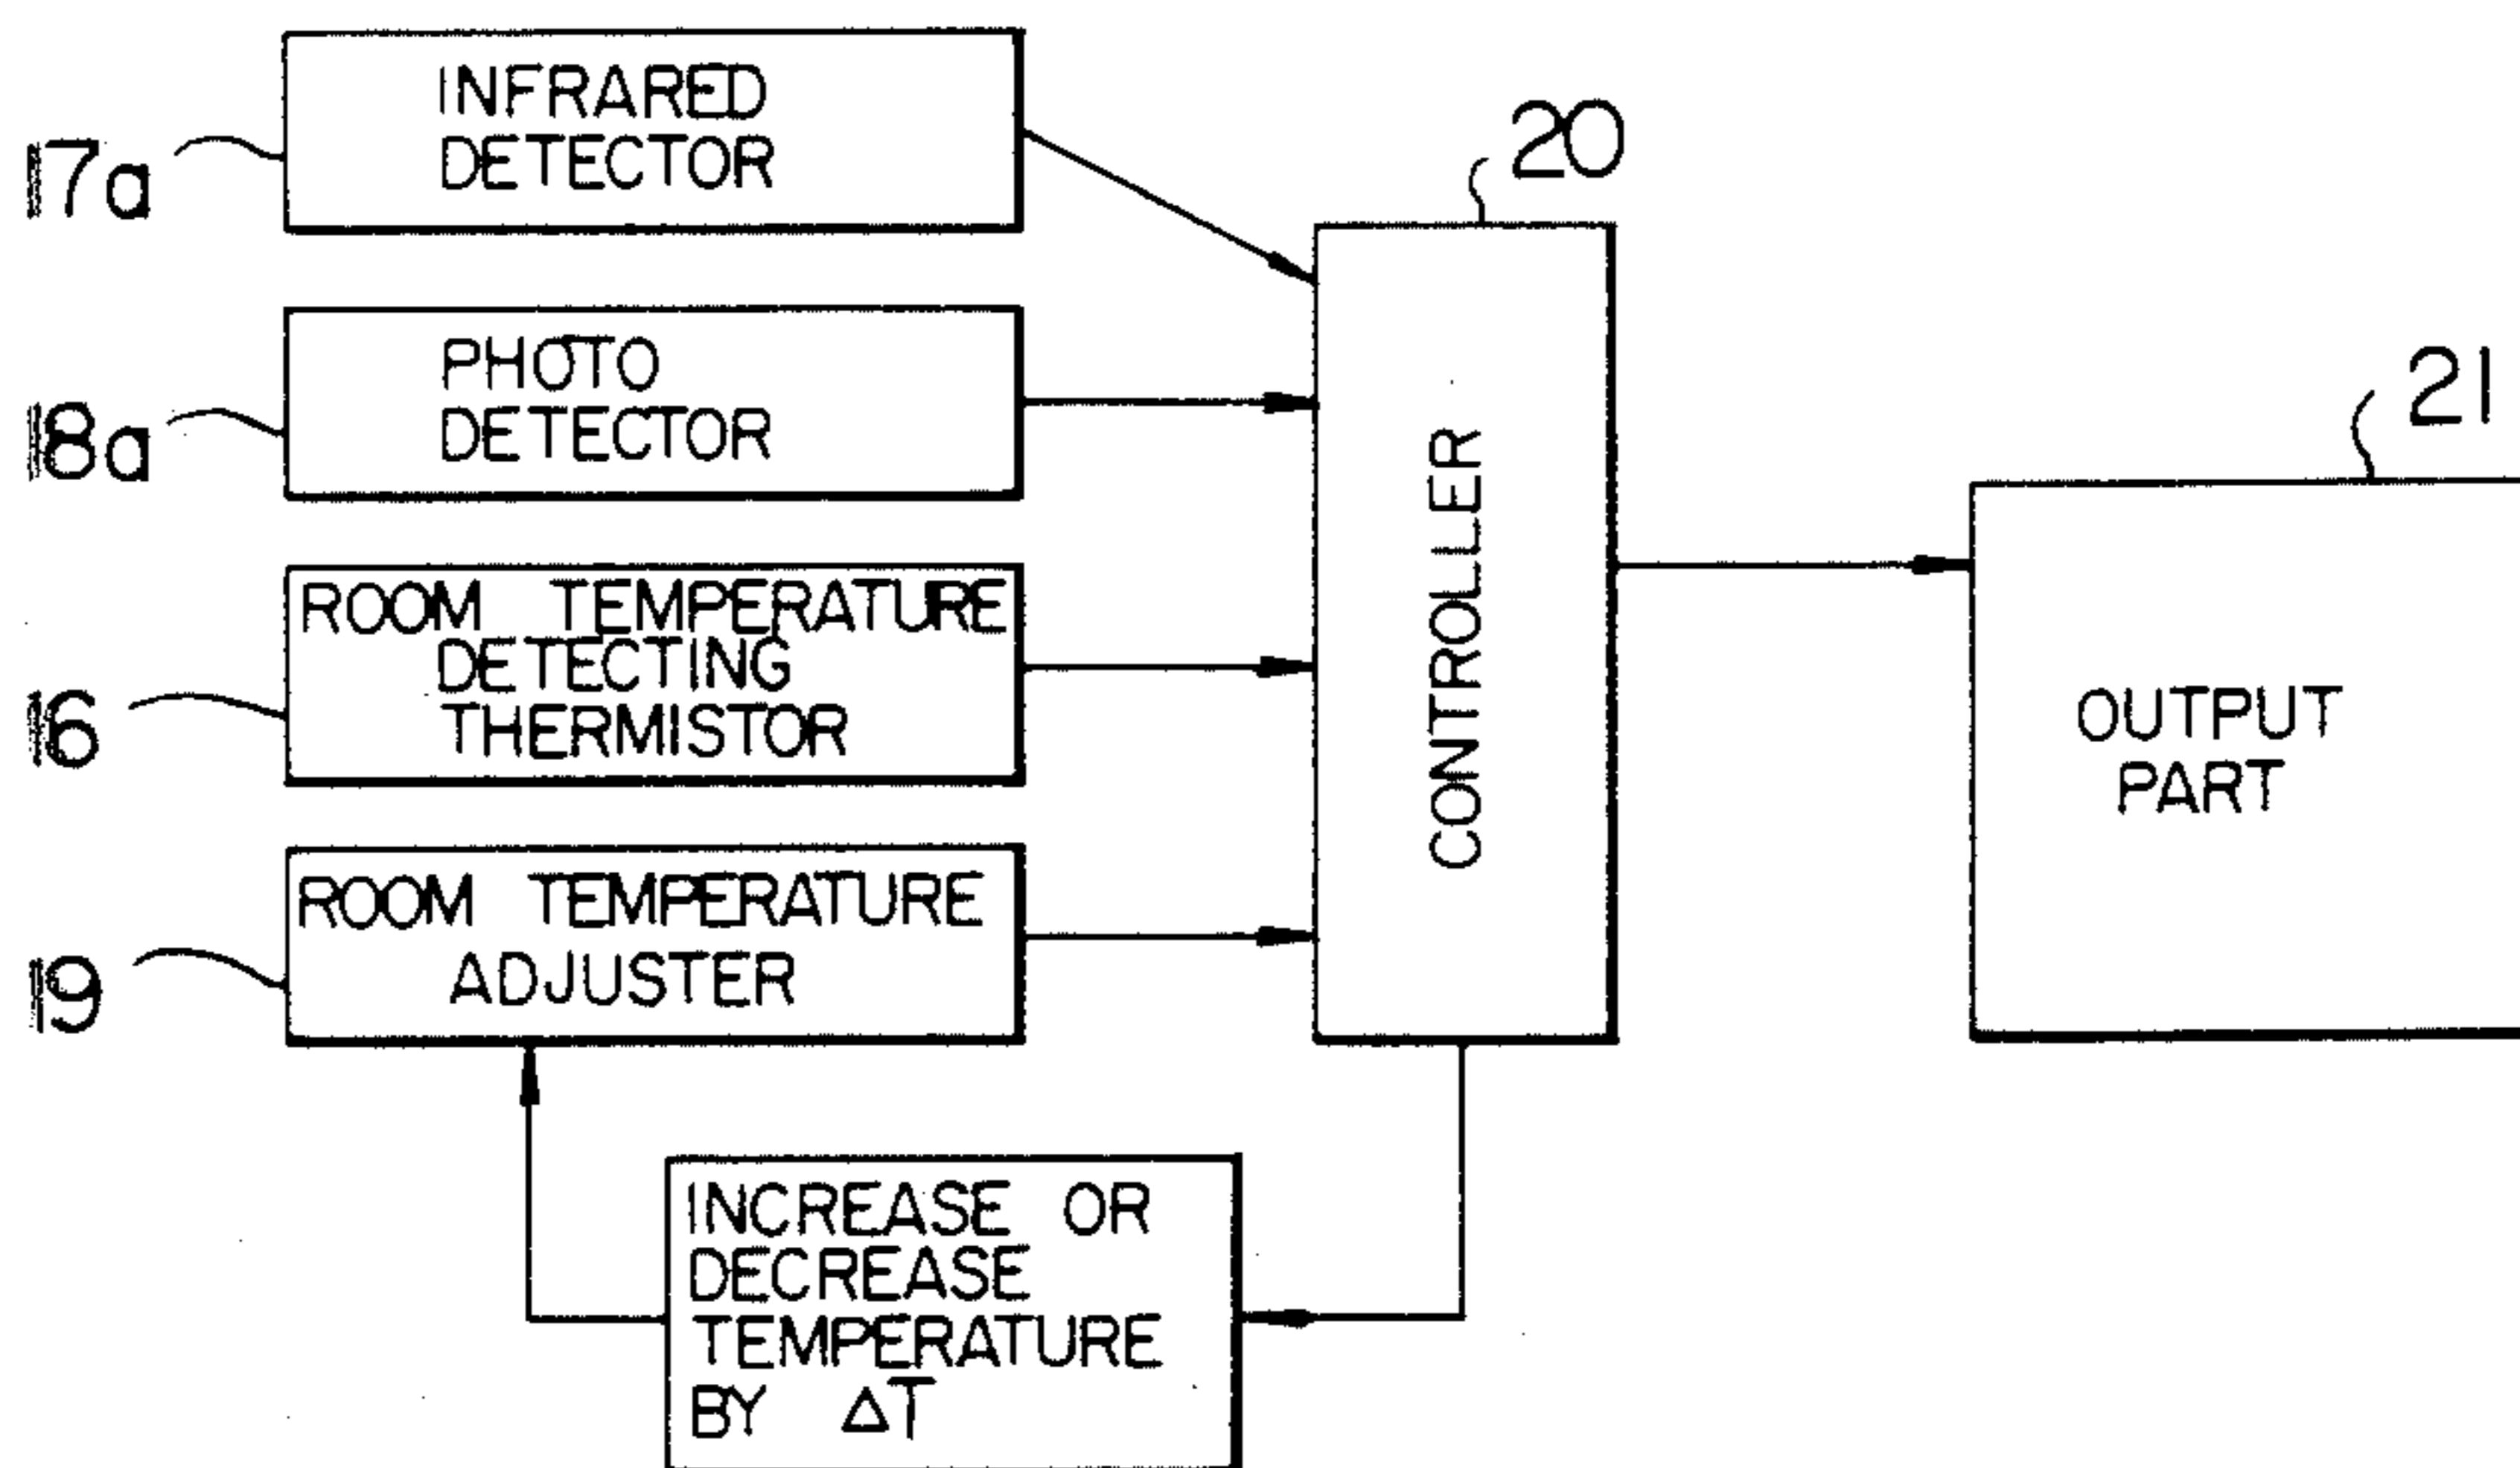 INFRARED
DETECTOR
17a
20
PHOTO
DETECTOR
18a
21
ROOM TEMPERATURE
DETECTING
THERMISTOR
16
CONTROLLER
OUTPUT
PART
ROOM TEMPERATURE
ADJUSTER
19
INCREASE OR
DECREASE
TEMPERATURE
BY ΔT